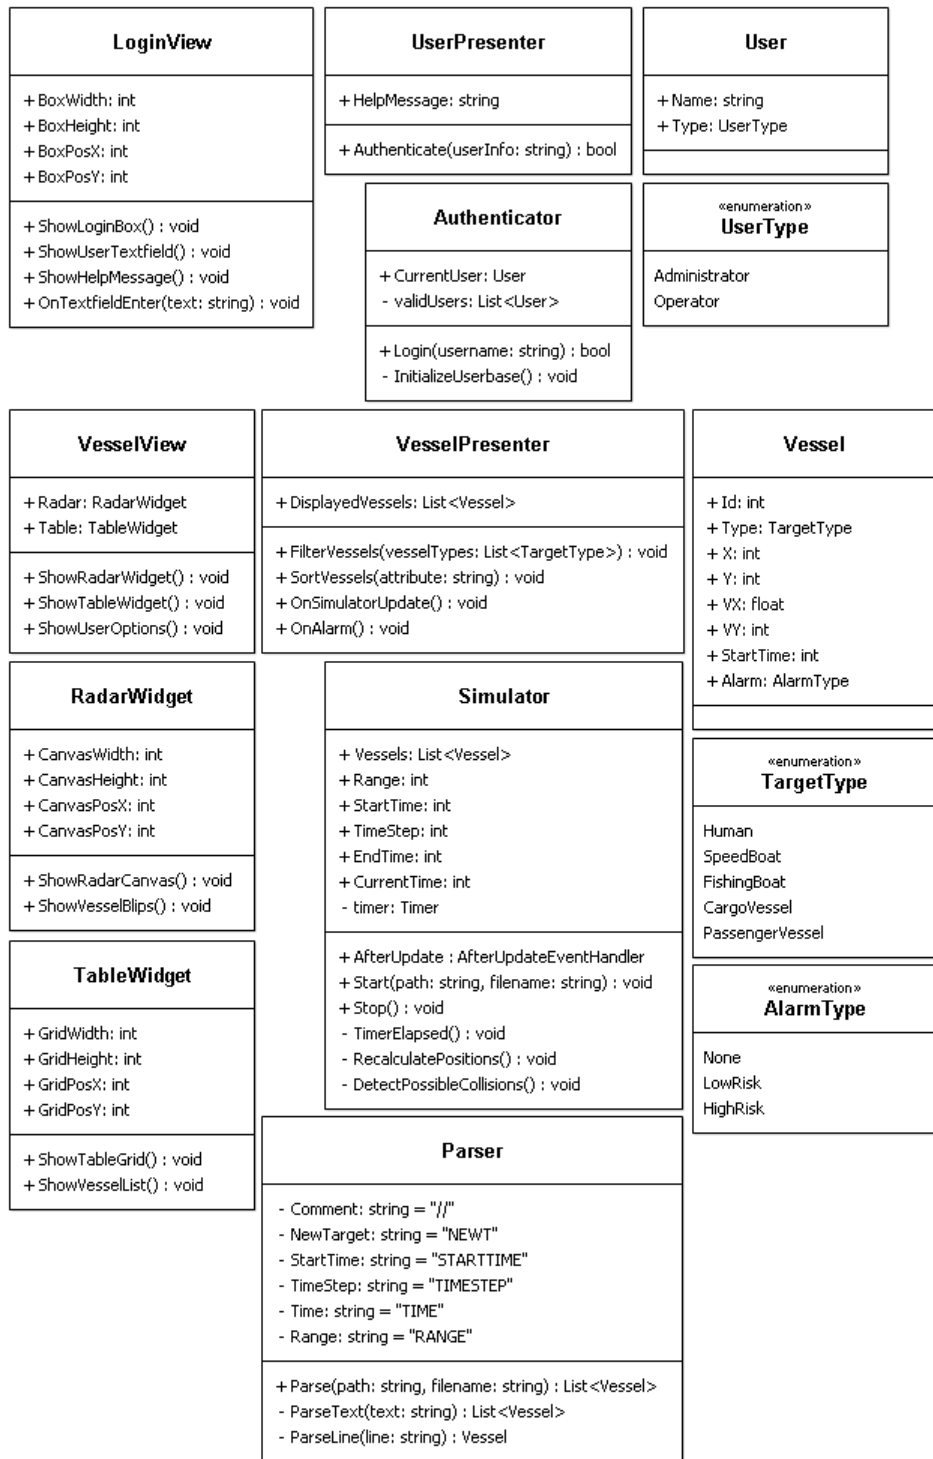 LoginView
+ BoxWidth: int
+ BoxHeight: int
+ BoxPosX: int
+ BoxPosY: int
+ ShowLoginBox() : void
+ ShowUserTextfield() : void
+ ShowHelpMessage() : void
+ OnTextfieldEnter(text: string) : void
UserPresenter
+ HelpMessage: string
+ Authenticate(userInfo: string) : bool
User
+ Name: string
+ Type: UserType
Authenticator
+ CurrentUser: User
- validUsers: List<User>
+ Login(username: string) : bool
- InitializeUserbase() : void
«enumeration»
UserType
Administrator
Operator
VesselView
+ Radar: RadarWidget
+ Table: TableWidget
+ ShowRadarWidget() : void
+ ShowTableWidget() : void
+ ShowUserOptions() : void
VesselPresenter
+ DisplayedVessels: List<Vessel>
+ FilterVessels(vesselTypes: List<TargetType>) : void
+ SortVessels(attribute: string) : void
+ OnSimulatorUpdate() : void
+ OnAlarm() : void
Vessel
+ Id: int
+ Type: TargetType
+ X: int
+ Y: int
+ VX: float
+ VY: int
+ StartTime: int
+ Alarm: AlarmType
RadarWidget
+ CanvasWidth: int
+ CanvasHeight: int
+ CanvasPosX: int
+ CanvasPosY: int
+ ShowRadarCanvas() : void
+ ShowVesselBlips() : void
Simulator
+ Vessels: List<Vessel>
+ Range: int
+ StartTime: int
+ TimeStep: int
+ EndTime: int
+ CurrentTime: int
- timer: Timer
+ AfterUpdate : AfterUpdateEventHandler
+ Start(path: string, filename: string) : void
+ Stop() : void
- TimerElapsed() : void
- RecalculatePositions() : void
- DetectPossibleCollisions() : void
«enumeration»
TargetType
Human
SpeedBoat
FishingBoat
CargoVessel
PassengerVessel
TableWidget
+ GridWidth: int
+ GridHeight: int
+ GridPosX: int
+ GridPosY: int
+ ShowTableGrid() : void
+ ShowVesselList() : void
«enumeration»
AlarmType
None
LowRisk
HighRisk
Parser
- Comment: string = "//"
- NewTarget: string = "NEWT"
- StartTime: string = "STARTTIME"
- TimeStep: string = "TIMESTEP"
- Time: string = "TIME"
- Range: string = "RANGE"
+ Parse(path: string, filename: string) : List<Vessel>
- ParseText(text: string) : List<Vessel>
- ParseLine(line: string) : Vessel